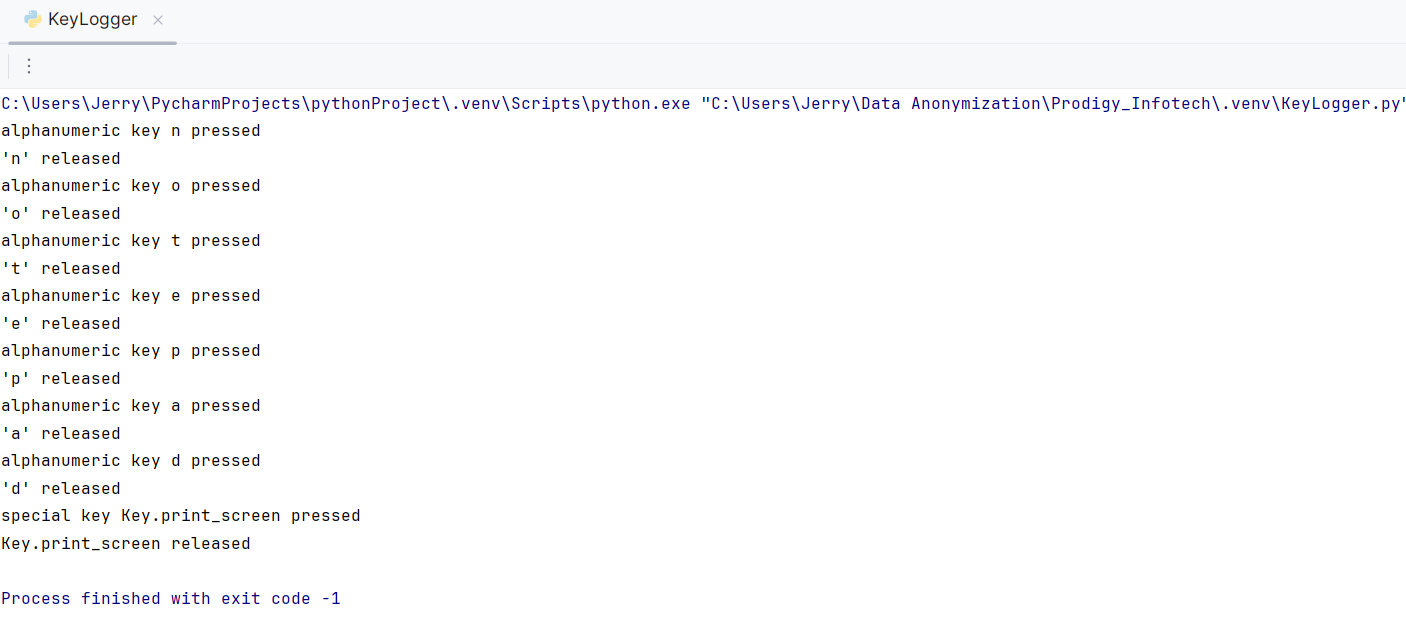 KeyLogger
C:\Users\Jerry\PycharmProjects\pythonProject\.venv\Scripts\python.exe "C:\Users\Jerry\Data Anonymization\Prodigy_Infotech\.venv\KeyLogger.py"
alphanumeric key n pressed
'n' released
alphanumeric key o pressed
'o' released
alphanumeric key t pressed
't' released
alphanumeric key e pressed
'e' released
alphanumeric key p pressed
'p' released
alphanumeric key a pressed
'a' released
alphanumeric key d pressed
'd' released
special key Key.print_screen pressed
Key.print_screen released
Process finished with exit code -1